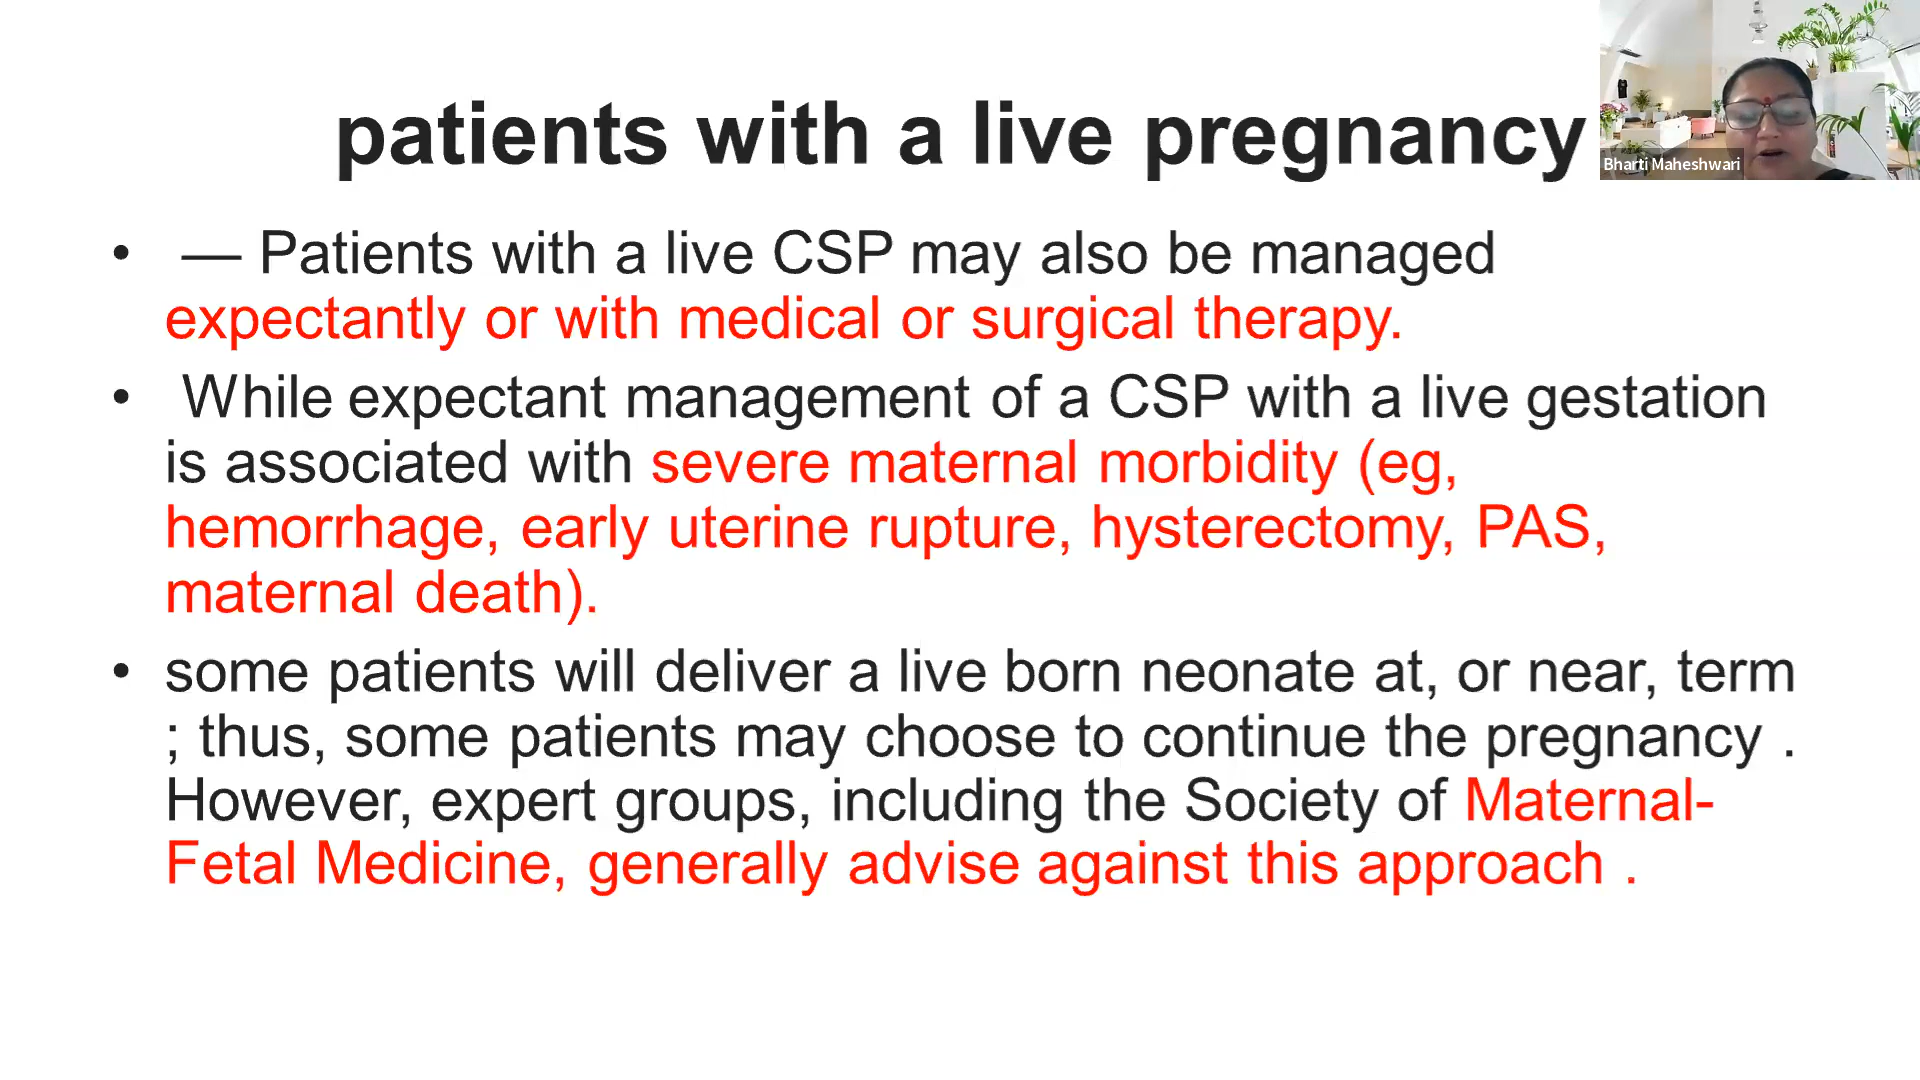 patients with a live pregnancy
Bharti Maheshwari
• — Patients with a live CSP may also be managed
expectantly or with medical or surgical therapy.
• While expectant management of a CSP with a live gestation
is associated with severe maternal morbidity (eg,
hemorrhage, early uterine rupture, hysterectomy, PAS,
maternal death).
• some patients will deliver a live born neonate at, or near, term
; thus, some patients may choose to continue the pregnancy .
However, expert groups, including the Society of Maternal-
Fetal Medicine, generally advise against this approach .